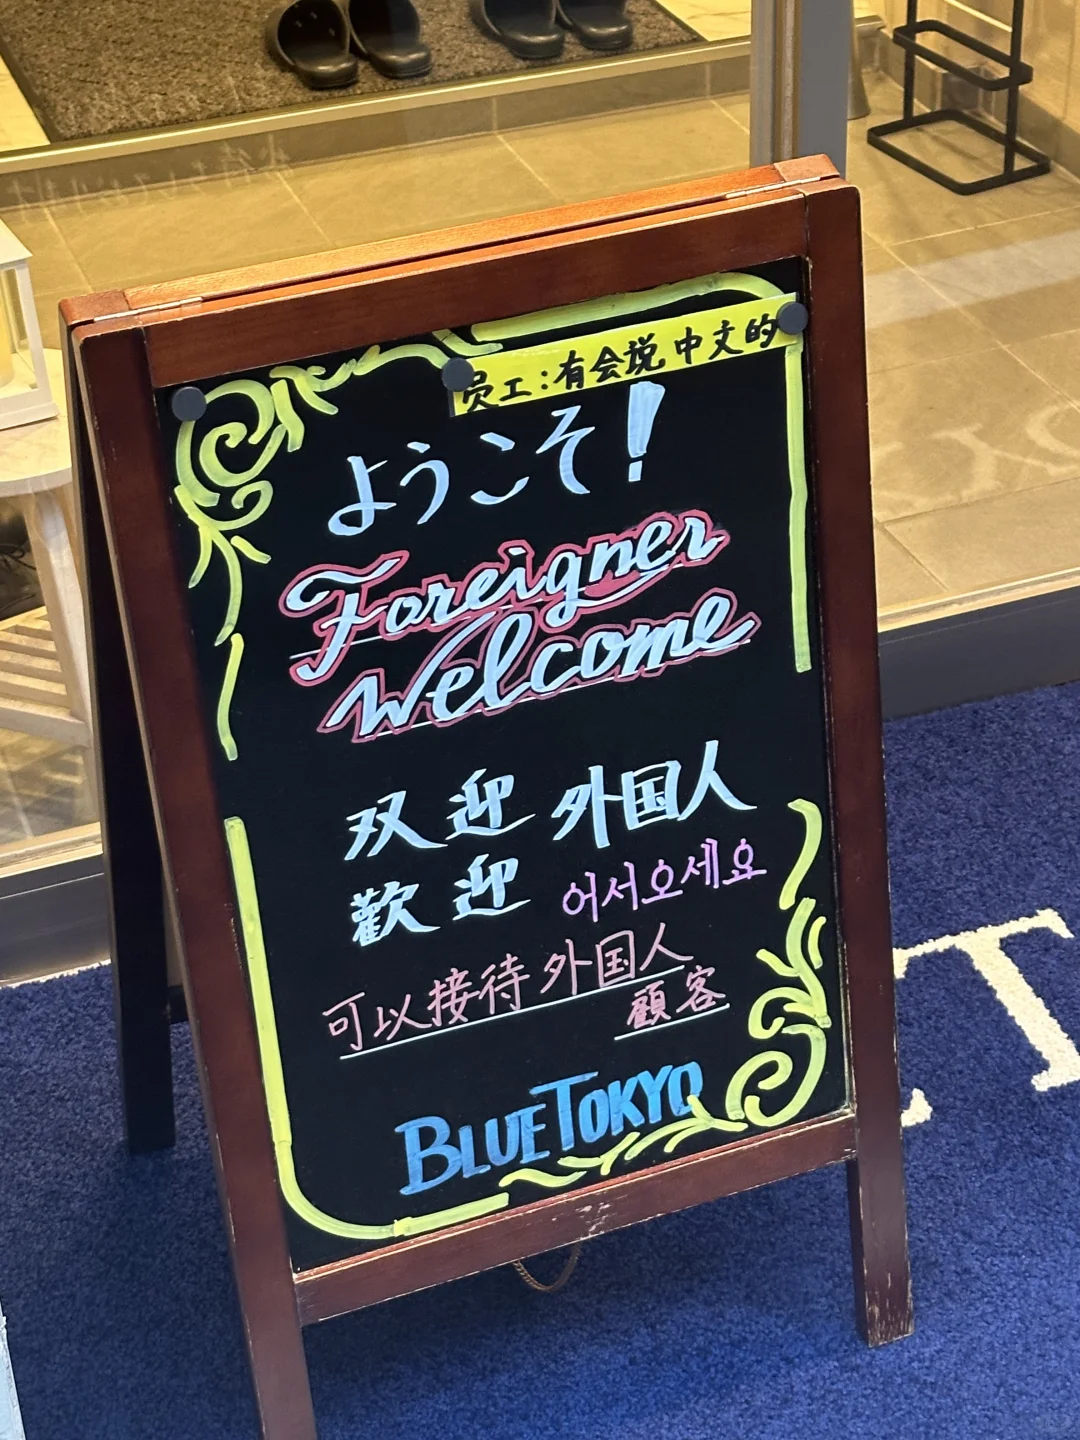 员工:有会说中文的
ようこそ!
Foreigner
Welcome
双迎 外国人
歡迎 어서오세요
可以接待外国人
顧客
BLUE TOKYO
T